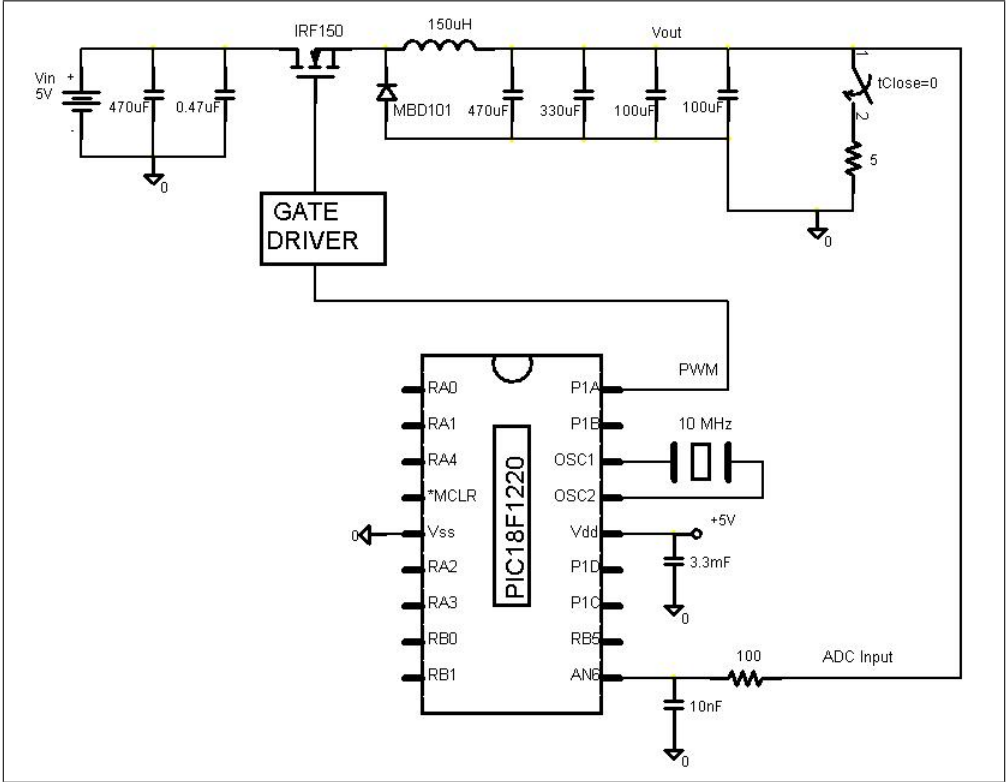 IRF150
150uH
Vout
Vin
5V
+
-
470uF
0.47uF
MBD101
470uF
330uF
100uF
100uF
1
tClose=0
2
5
0
0
GATE
DRIVER
PWM
RA0
RA1
RA4
*MCLR
Vss
RA2
RA3
RB0
RB1
0
PIC18F1220
P1A
P1B
OSC1
OSC2
Vdd
P1D
P1C
RB5
AN6
10 MHz
+5V
3.3mF
0
100
ADC Input
10nF
0